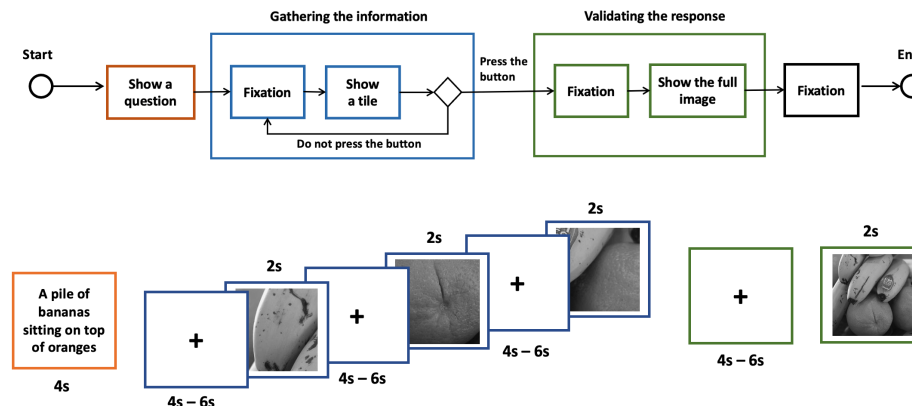 Gathering the information
Validating the response
Start
Press the
button
Show a
question
Fixation
Show
a tile
Do not press the button
Fixation
Show the full
image
Fixation
2s
2s
2s
2s
A pile of
bananas
sitting on top
of oranges
4s
+
4s – 6s
+
4s – 6s
+
4s – 6s
+
4s – 6s